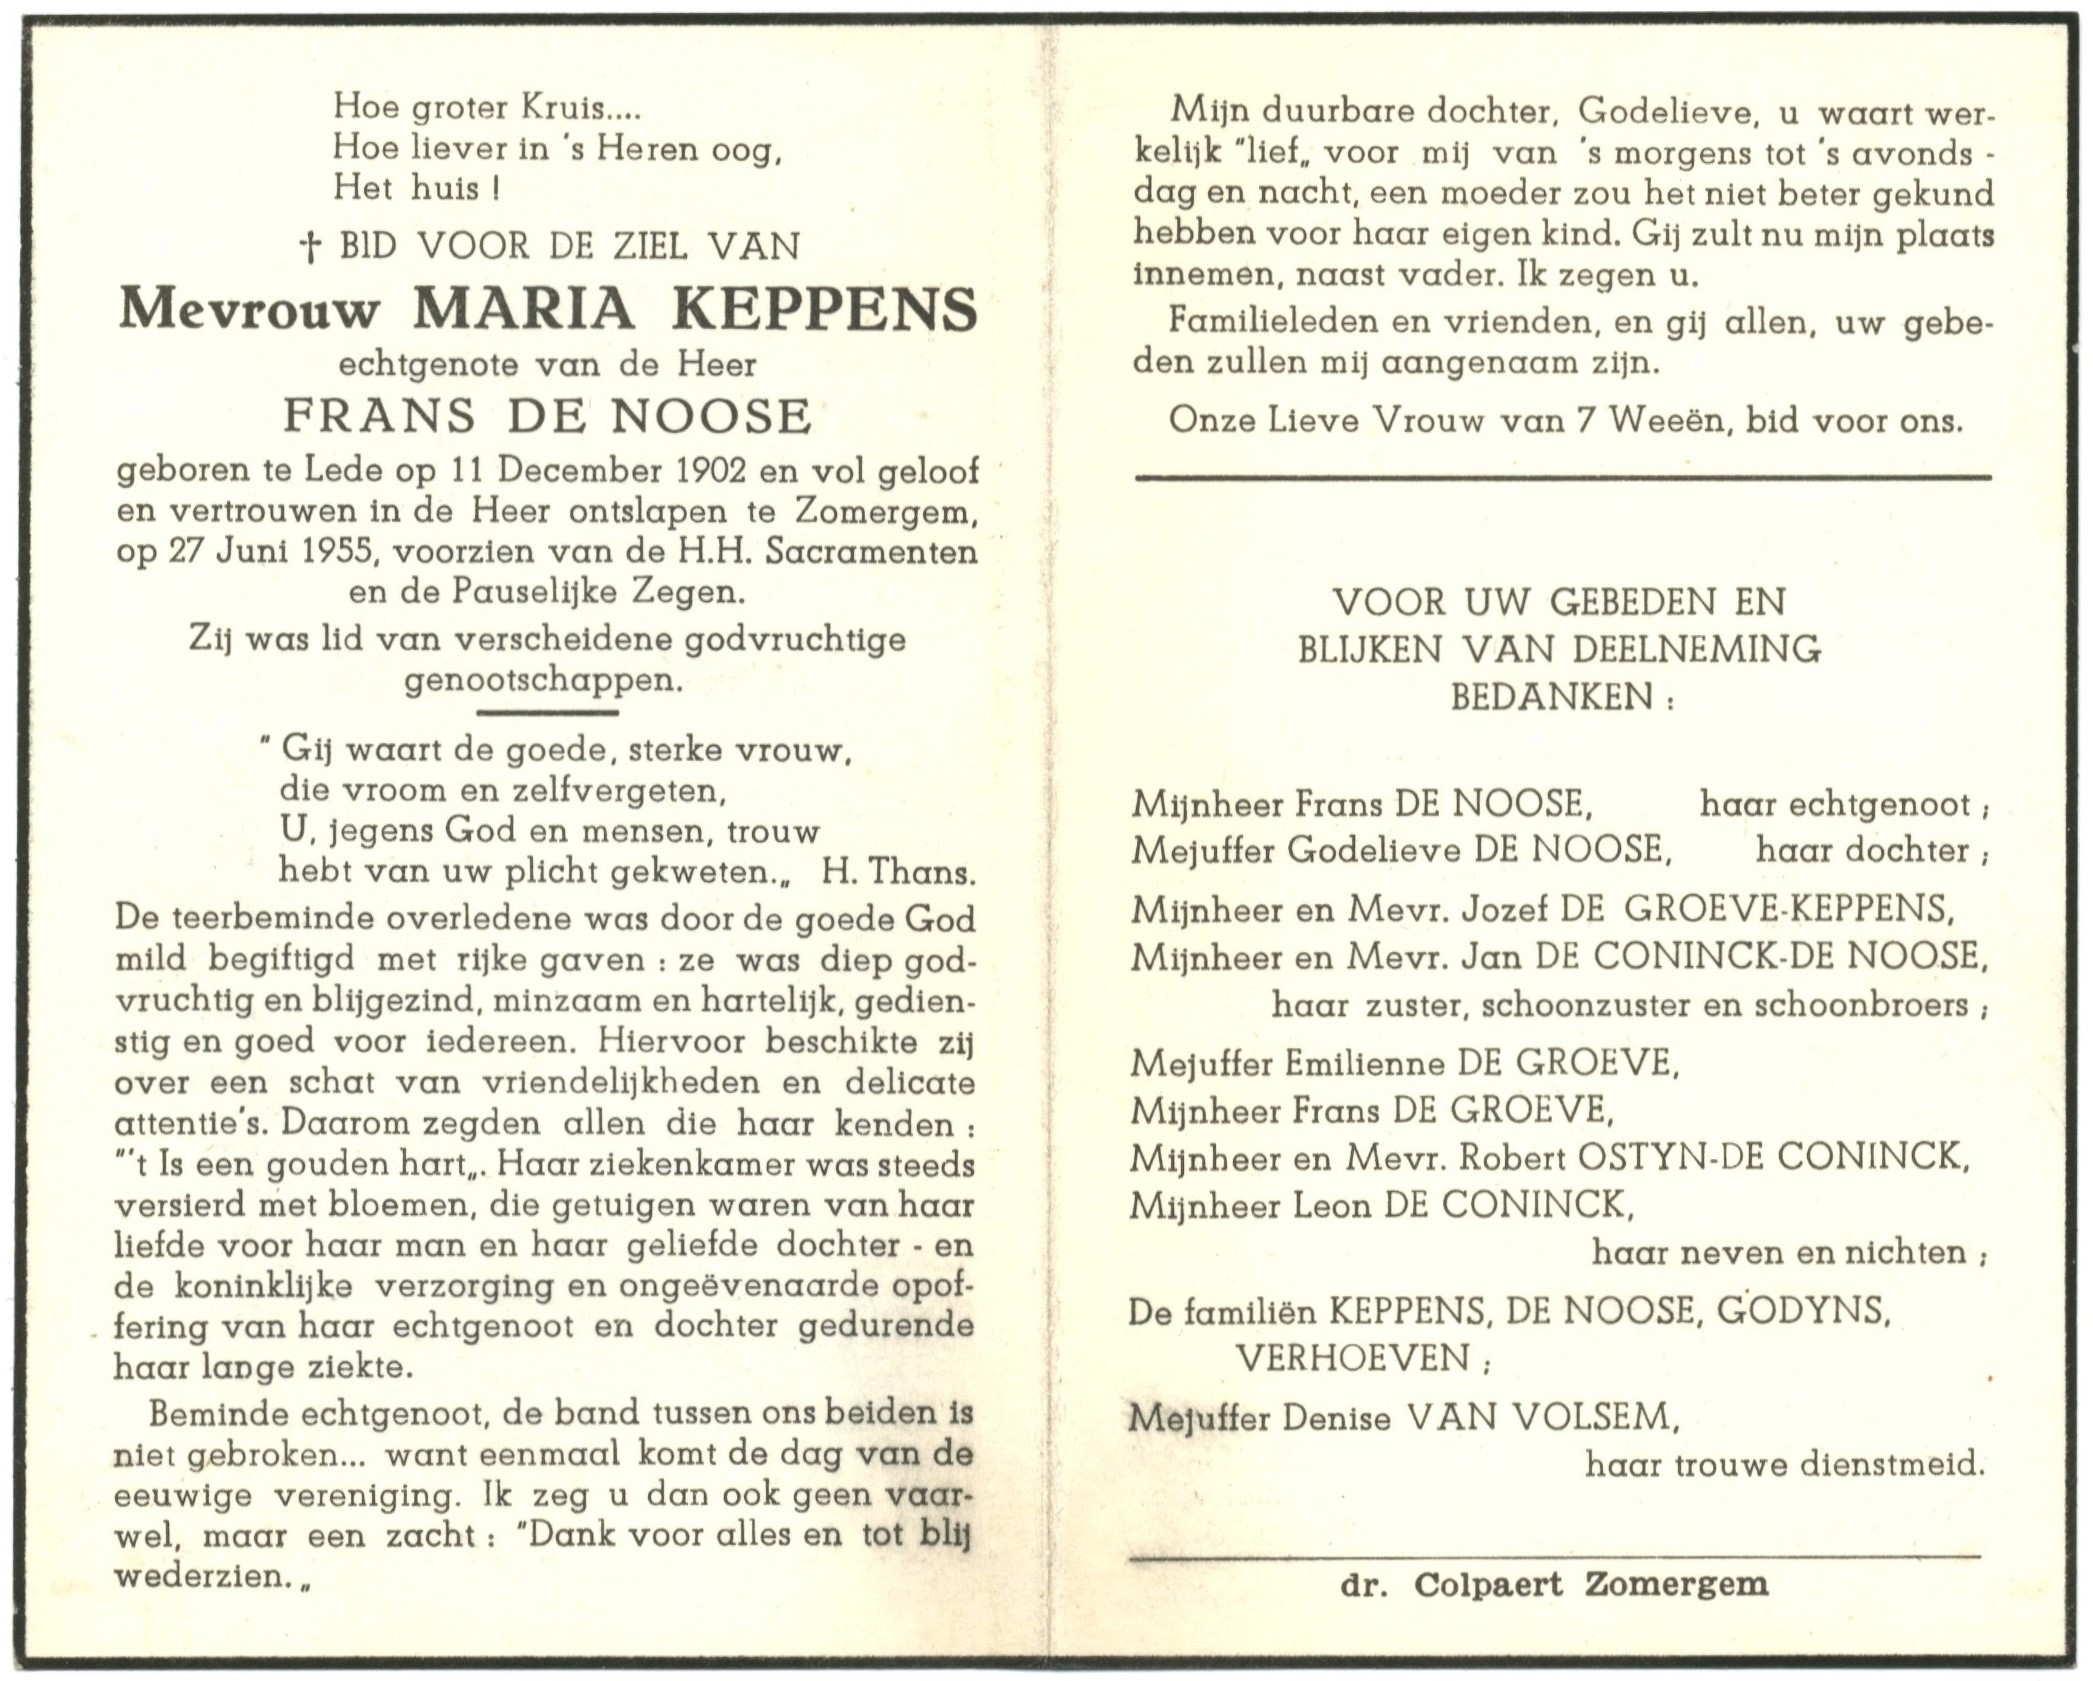 Hoe groter Kruis....
Hoe liever in 's Heren oog,
Het huis !
† BID VOOR DE ZIEL VAN
Mevrouw MARIA KEPPENS
echtgenote van de Heer
FRANS DE NOOSE
geboren te Lede op 11 December 1902 en vol geloof
en vertrouwen in de Heer ontslapen te Zomergem,
op 27 Juni 1955, voorzien van de H.H. Sacramenten
en de Pauselijke Zegen.
Zij was lid van verscheidene godvruchtige
genootschappen.
" Gij waart de goede, sterke vrouw,
die vroom en zelfvergeten,
U, jegens God en mensen, trouw
hebt van uw plicht gekweten.„ H. Thans.
De teerbeminde overledene was door de goede God
mild begiftigd met rijke gaven : ze was diep god-
vruchtig en blijgezind, minzaam en hartelijk, gedien-
stig en goed voor iedereen. Hiervoor beschikte zij
over een schat van vriendelijkheden en delicate
attentie's. Daarom zegden allen die haar kenden :
"'t Is een gouden hart„. Haar ziekenkamer was steeds
versierd met bloemen, die getuigen waren van haar
liefde voor haar man en haar geliefde dochter - en
de koninklijke verzorging en ongeëvenaarde opof-
fering van haar echtgenoot en dochter gedurende
haar lange ziekte.
Beminde echtgenoot, de band tussen ons beiden is
niet gebroken... want eenmaal komt de dag van de
eeuwige vereniging. Ik zeg u dan ook geen vaar-
wel, maar een zacht : "Dank voor alles en tot blij
wederzien.„
Mijn duurbare dochter, Godelieve, u waart wer-
kelijk "lief„ voor mij van 's morgens tot 's avonds -
dag en nacht, een moeder zou het niet beter gekund
hebben voor haar eigen kind. Gij zult nu mijn plaats
innemen, naast vader. Ik zegen u.
Familieleden en vrienden, en gij allen, uw gebe-
den zullen mij aangenaam zijn.
Onze Lieve Vrouw van 7 Weeën, bid voor ons.
VOOR UW GEBEDEN EN
BLIJKEN VAN DEELNEMING
BEDANKEN :
Mijnheer Frans DE NOOSE, haar echtgenoot ;
Mejuffer Godelieve DE NOOSE, haar dochter ;
Mijnheer en Mevr. Jozef DE GROEVE-KEPPENS,
Mijnheer en Mevr. Jan DE CONINCK-DE NOOSE,
haar zuster, schoonzuster en schoonbroers ;
Mejuffer Emilienne DE GROEVE,
Mijnheer Frans DE GROEVE,
Mijnheer en Mevr. Robert OSTYN-DE CONINCK,
Mijnheer Leon DE CONINCK,
haar neven en nichten ;
De familiën KEPPENS, DE NOOSE, GODYNS,
VERHOEVEN ;
Mejuffer Denise VAN VOLSEM,
haar trouwe dienstmeid.
dr. Colpaert Zomergem